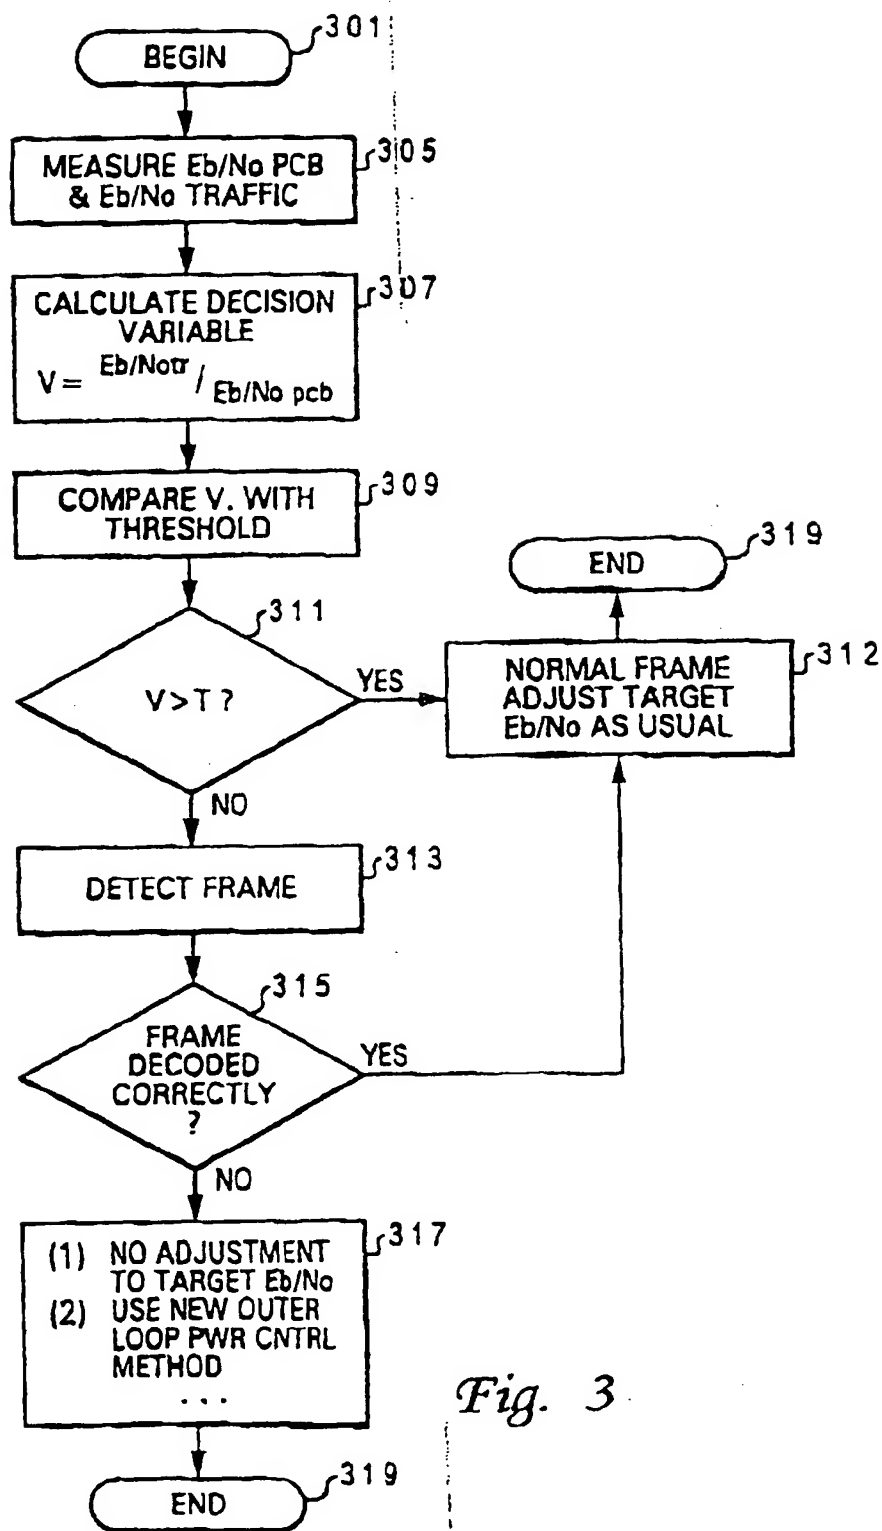 BEGIN
301
MEASURE Eb/No PCB
& Eb/No TRAFFIC
305
CALCULATE DECISION
VARIABLE
V = Eb/Notr / Eb/No pcb
307
COMPARE V. WITH
THRESHOLD
309
END
319
311
V > T ?
YES
NO
NORMAL FRAME
ADJUST TARGET
Eb/No AS USUAL
312
DETECT FRAME
313
315
FRAME
DECODED
CORRECTLY
?
YES
NO
(1) NO ADJUSTMENT
TO TARGET Eb/No
(2) USE NEW OUTER
LOOP PWR CNTRL
METHOD
. . .
317
Fig. 3
END
319